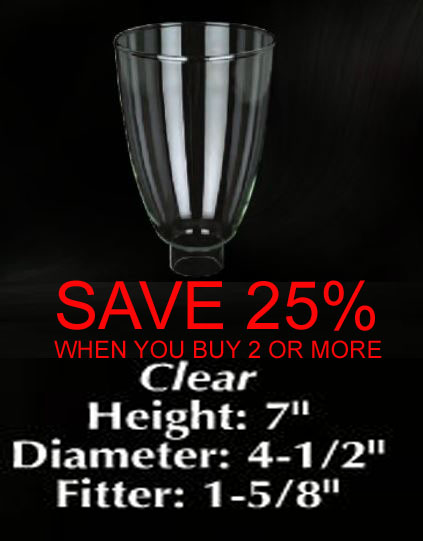 SAVE 25%
WHEN YOU BUY 2 OR MORE
Clear
Height: 7"
Diameter: 4-1/2"
Fitter: 1-5/8"